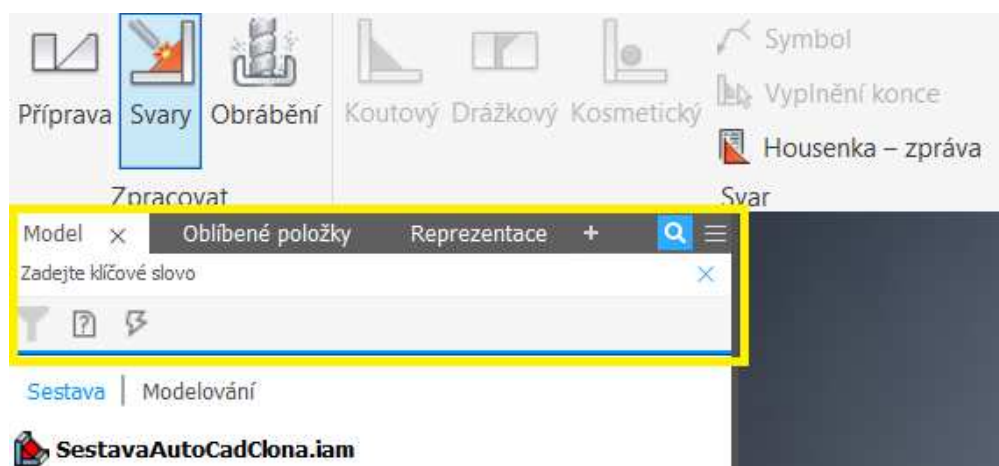 Symbol
Vyplnění konce
Příprava Svary Obrábění Koutový Drážkový Kosmetický
Housenka – zpráva
Zpracovat Svar
Model × Oblíbené položky Reprezentace +
Zadejte klíčové slovo
Sestava | Modelování
SestavaAutoCadClona.iam